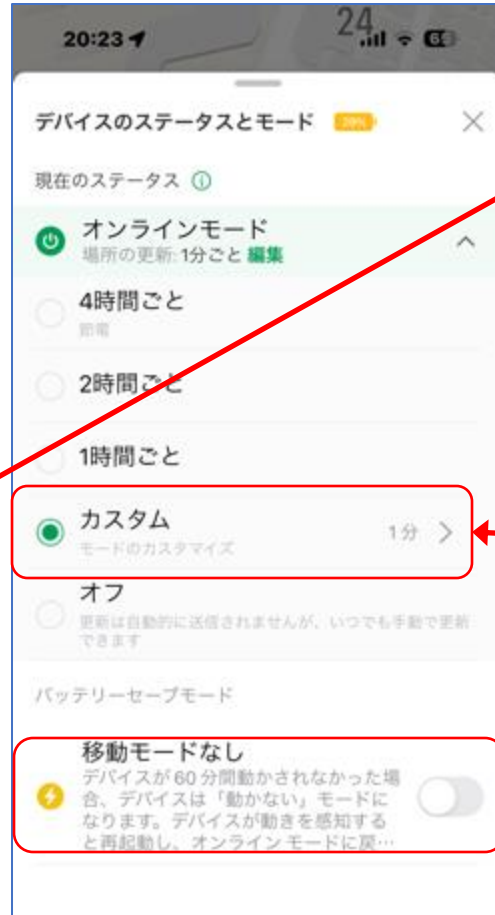 24
20:23
デバイスのステータスとモード
現在のステータス
オンラインモード
場所の更新: 1分ごと 編集
4時間ごと
節電
2時間ごと
1時間ごと
カスタム
モードのカスタマイズ
1分
オフ
更新は自動的に送信されませんが、いつでも手動で更新
できます
バッテリーセーブモード
移動モードなし
デバイスが 60 分間動かされなかった場
合、デバイスは「動かない」モードに
なります。デバイスが動きを感知する
と再起動し、オンライン モードに戻…